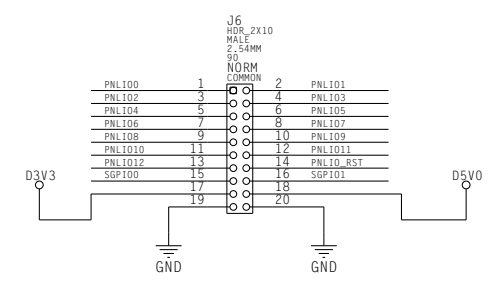 J6
HDR_2X10
MALE
2.54MM
90
NORM
COMMON
PNLIO0 1 2 PNLIO1
PNLIO2 3 4 PNLIO3
PNLIO4 5 6 PNLIO5
PNLIO6 7 8 PNLIO7
PNLIO8 9 10 PNLIO9
PNLIO10 11 12 PNLIO11
PNLIO12 13 14 PNLIO_RST
SGPIO0 15 16 SGPIO1
D3V3 17 18 D5V0
19 20
GND GND